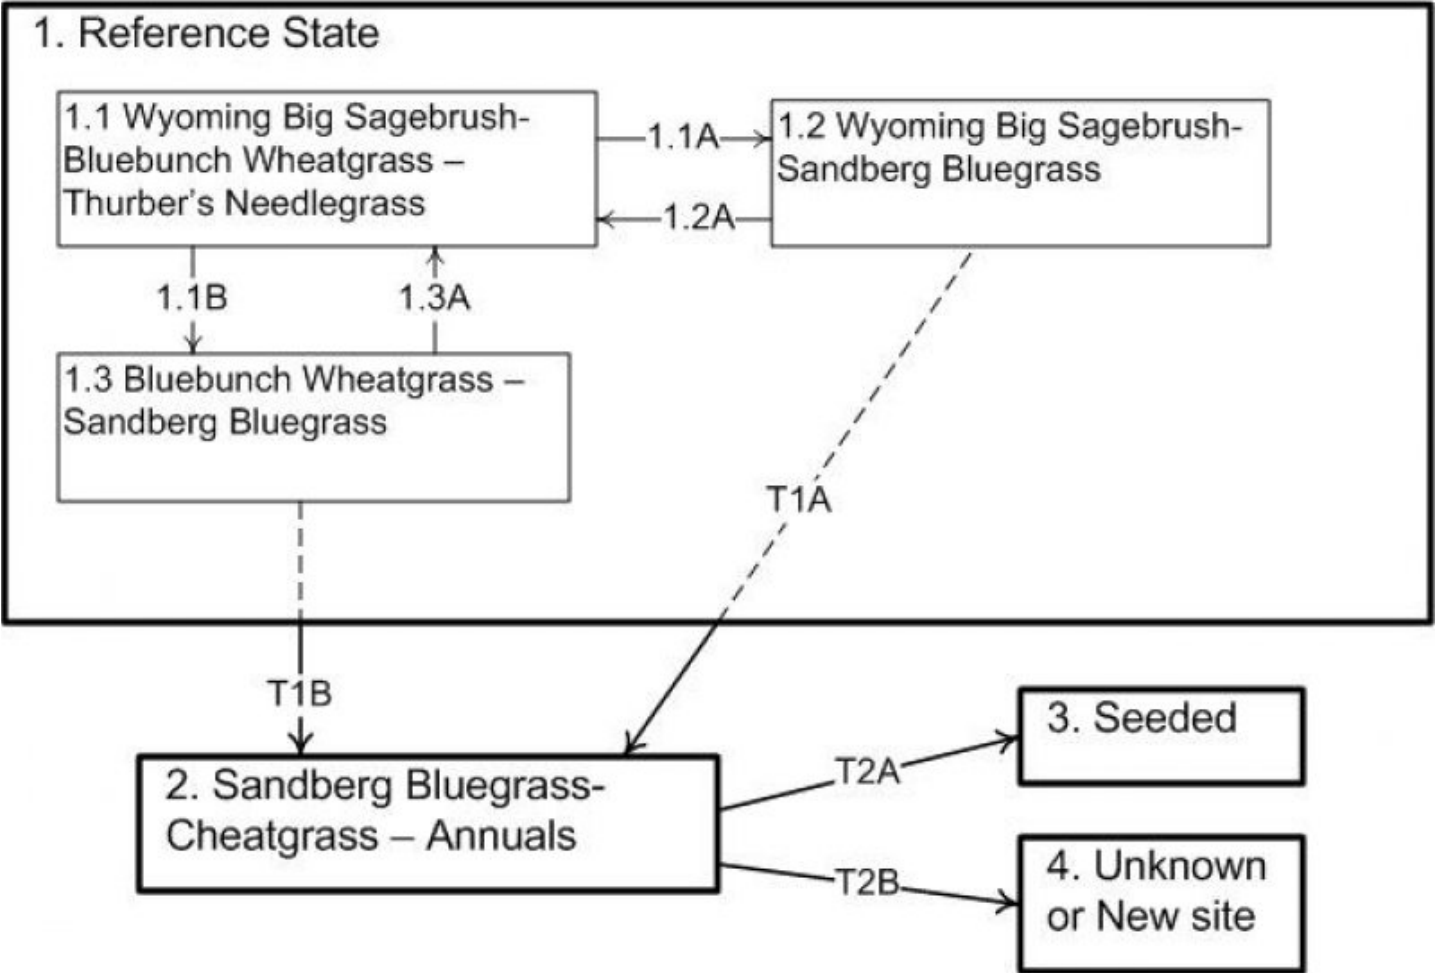 1. Reference State
1.1 Wyoming Big Sagebrush-
Bluebunch Wheatgrass –
Thurber's Needlegrass
1.1A
1.2A
1.2 Wyoming Big Sagebrush-
Sandberg Bluegrass
1.1B
1.3A
1.3 Bluebunch Wheatgrass –
Sandberg Bluegrass
T1A
T1B
2. Sandberg Bluegrass-
Cheatgrass – Annuals
T2A
3. Seeded
T2B
4. Unknown
or New site